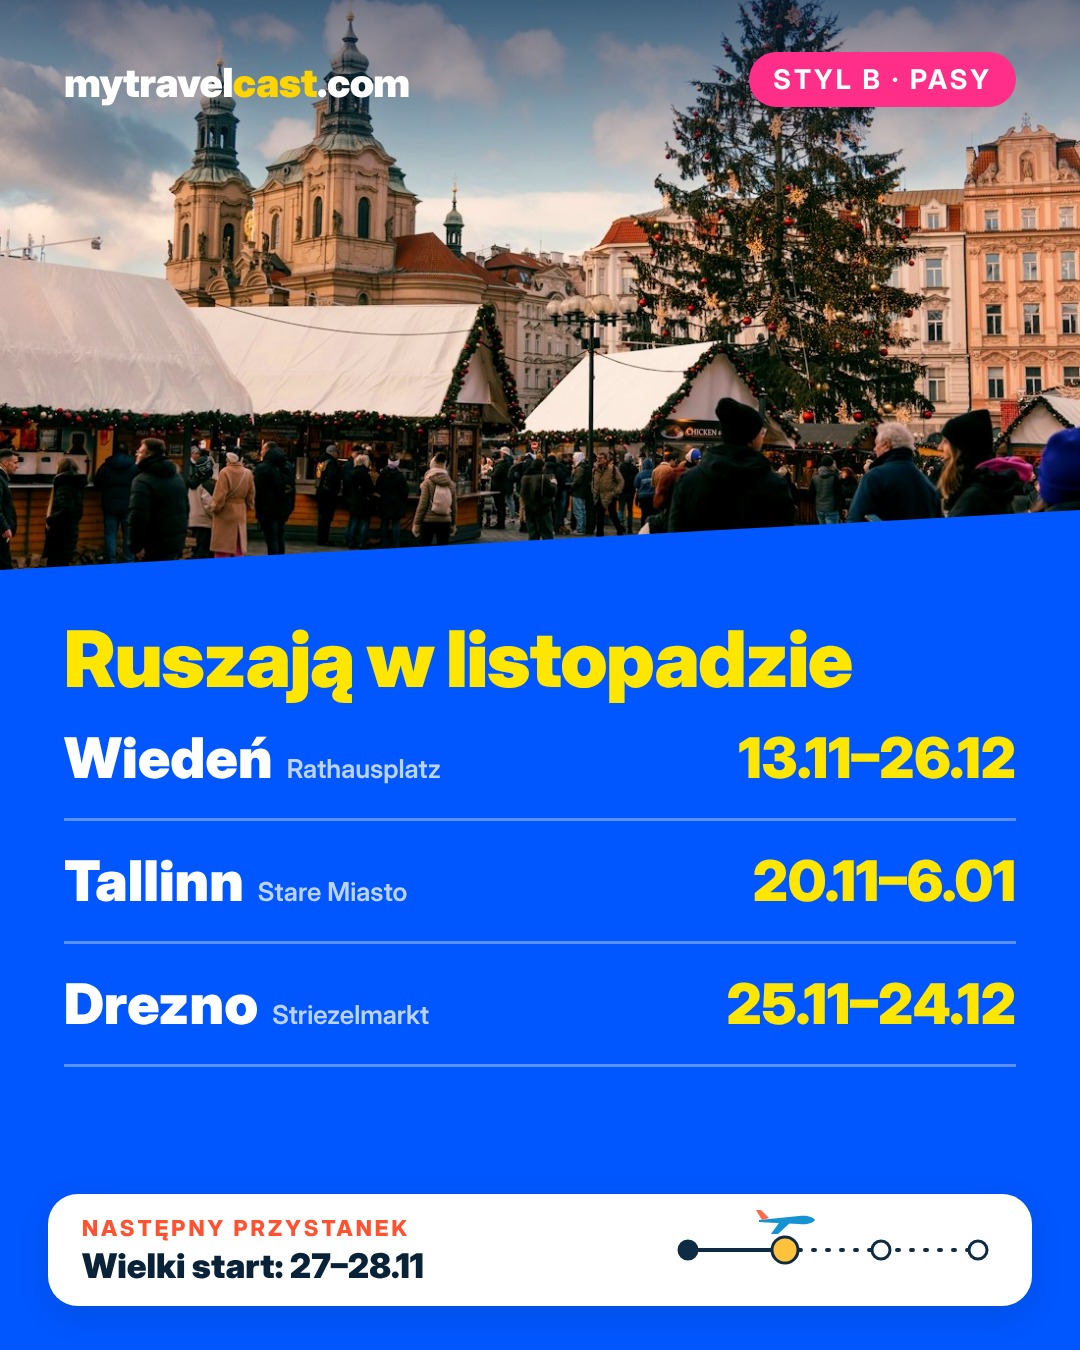 mytravelcast.com
STYL B · PASY
CHICKEN
Ruszają w listopadzie
Wiedeń Rathausplatz 13.11–26.12
Tallinn Stare Miasto 20.11–6.01
Drezno Striezelmarkt 25.11–24.12
NASTĘPNY PRZYSTANEK
Wielki start: 27–28.11